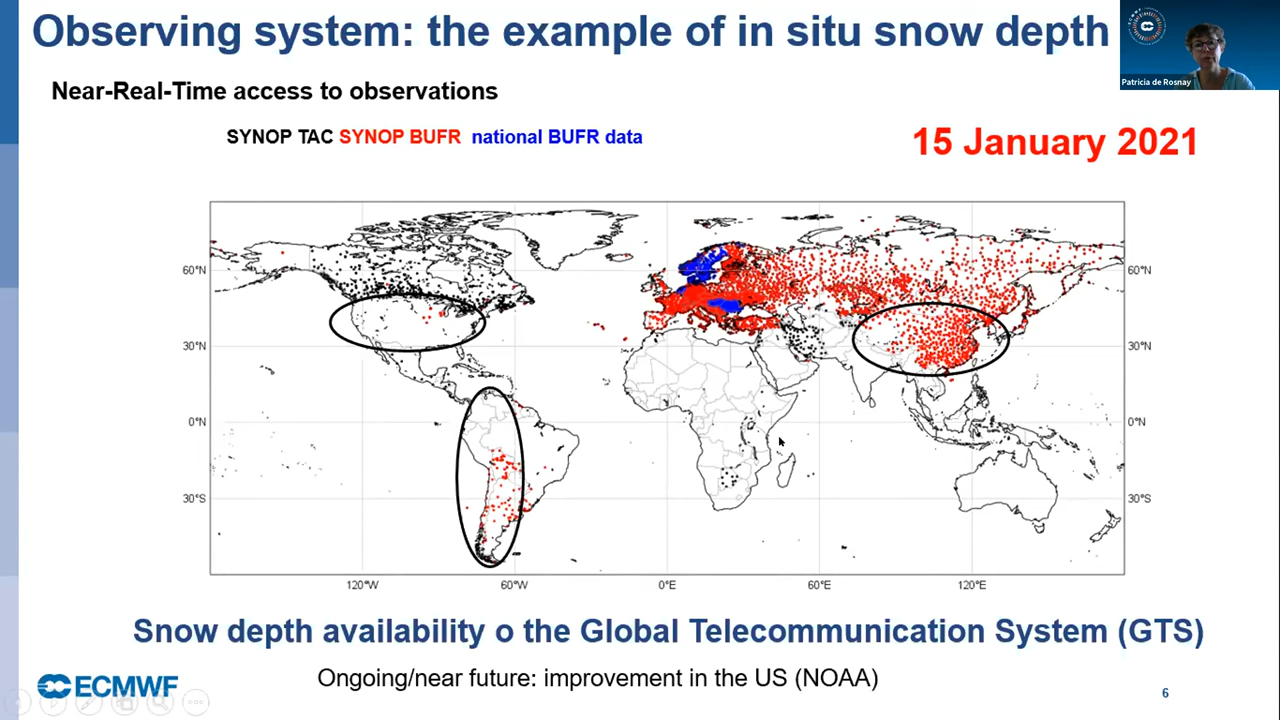 Observing system: the example of in situ snow depth
Patricia de Rosnay
Near-Real-Time access to observations
SYNOP TAC SYNOP BUFR national BUFR data
15 January 2021
60°N 60°N
30°N 30°N
0°N 0°N
30°S 30°S
120°W 60°W 0°E 60°E 120°E
Snow depth availability o the Global Telecommunication System (GTS)
Ongoing/near future: improvement in the US (NOAA)
ECMWF
6